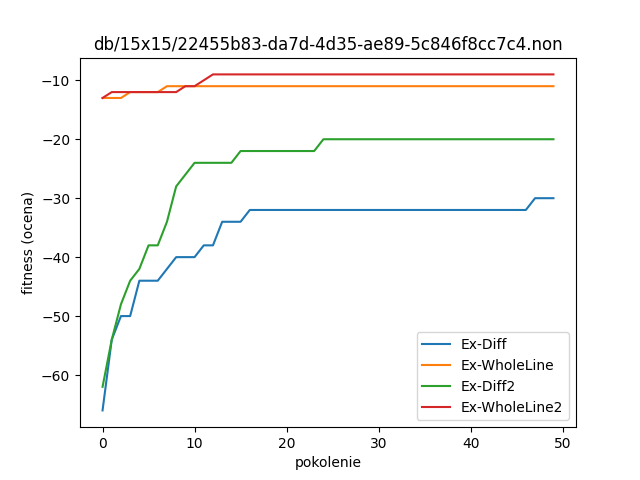 db/15x15/22455b83-da7d-4d35-ae89-5c846f8cc7c4.non
fitness (ocena)
−10
−20
−30
−40
−50
−60
0 10 20 30 40 50
pokolenie
Ex-Diff
Ex-WholeLine
Ex-Diff2
Ex-WholeLine2